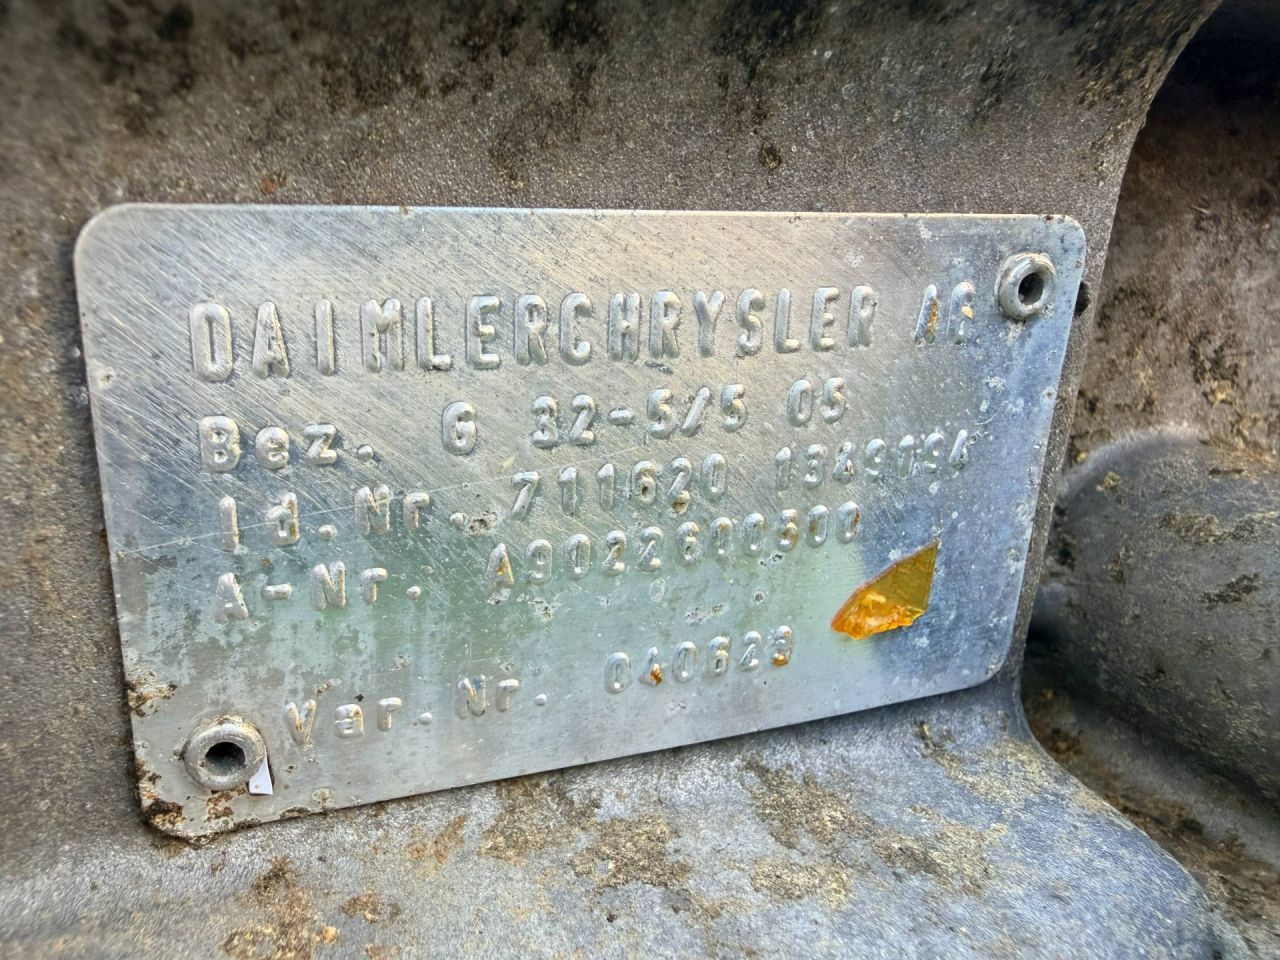 DAIMLERCHRYSLER AG
Bez. G 32-5/5 05
Id.Nr. 711620 1349194
A-Nr. A9022600300
Var.Nr. 040623